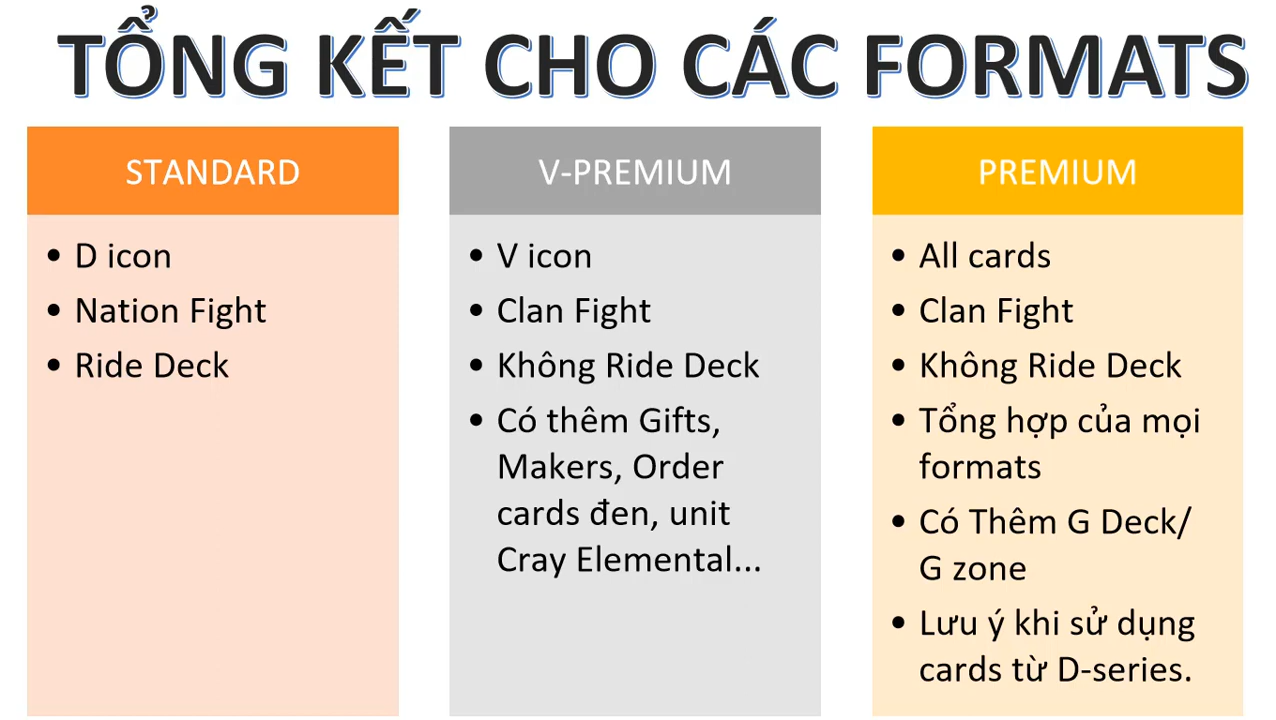 TỔNG KẾT CHO CÁC FORMATS
STANDARD
• D icon
• Nation Fight
• Ride Deck
V-PREMIUM
• V icon
• Clan Fight
• Không Ride Deck
• Có thêm Gifts,
Makers, Order
cards đen, unit
Cray Elemental...
PREMIUM
• All cards
• Clan Fight
• Không Ride Deck
• Tổng hợp của mọi
formats
• Có Thêm G Deck/
G zone
• Lưu ý khi sử dụng
cards từ D-series.